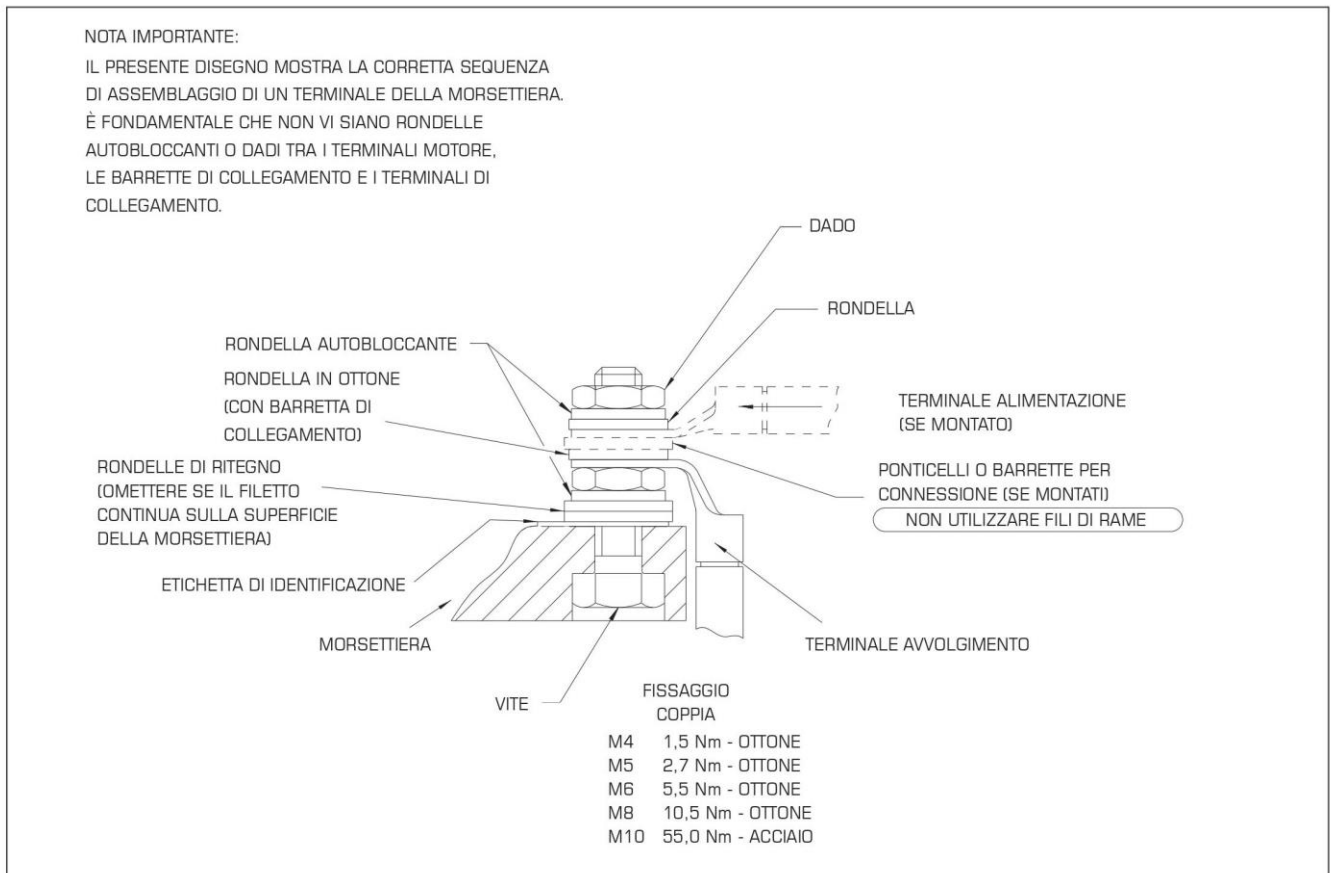 NOTA IMPORTANTE:
IL PRESENTE DISEGNO MOSTRA LA CORRETTA SEQUENZA
DI ASSEMBLAGGIO DI UN TERMINALE DELLA MORSETTIERA.
È FONDAMENTALE CHE NON VI SIANO RONDELLE
AUTOBLOCCANTI O DADI TRA I TERMINALI MOTORE,
LE BARRETTE DI COLLEGAMENTO E I TERMINALI DI
COLLEGAMENTO.
DADO
RONDELLA
RONDELLA AUTOBLOCCANTE
RONDELLA IN OTTONE
(CON BARRETTA DI
COLLEGAMENTO)
TERMINALE ALIMENTAZIONE
(SE MONTATO)
RONDELLE DI RITEGNO
(OMETTERE SE IL FILETTO
CONTINUA SULLA SUPERFICIE
DELLA MORSETTIERA)
PONTICELLI O BARRETTE PER
CONNESSIONE (SE MONTATI)
NON UTILIZZARE FILI DI RAME
ETICHETTA DI IDENTIFICAZIONE
MORSETTIERA
TERMINALE AVVOLGIMENTO
VITE
FISSAGGIO
COPPIA
M4 1,5 Nm - OTTONE
M5 2,7 Nm - OTTONE
M6 5,5 Nm - OTTONE
M8 10,5 Nm - OTTONE
M10 55,0 Nm - ACCIAIO